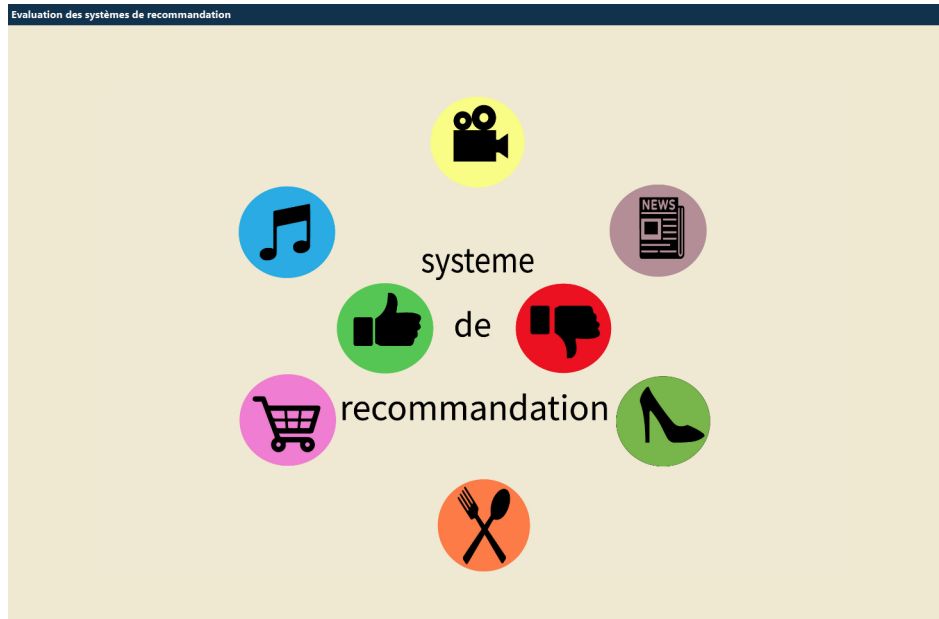 Evaluation des systèmes de recommandation
NEWS
systeme
de
recommandation